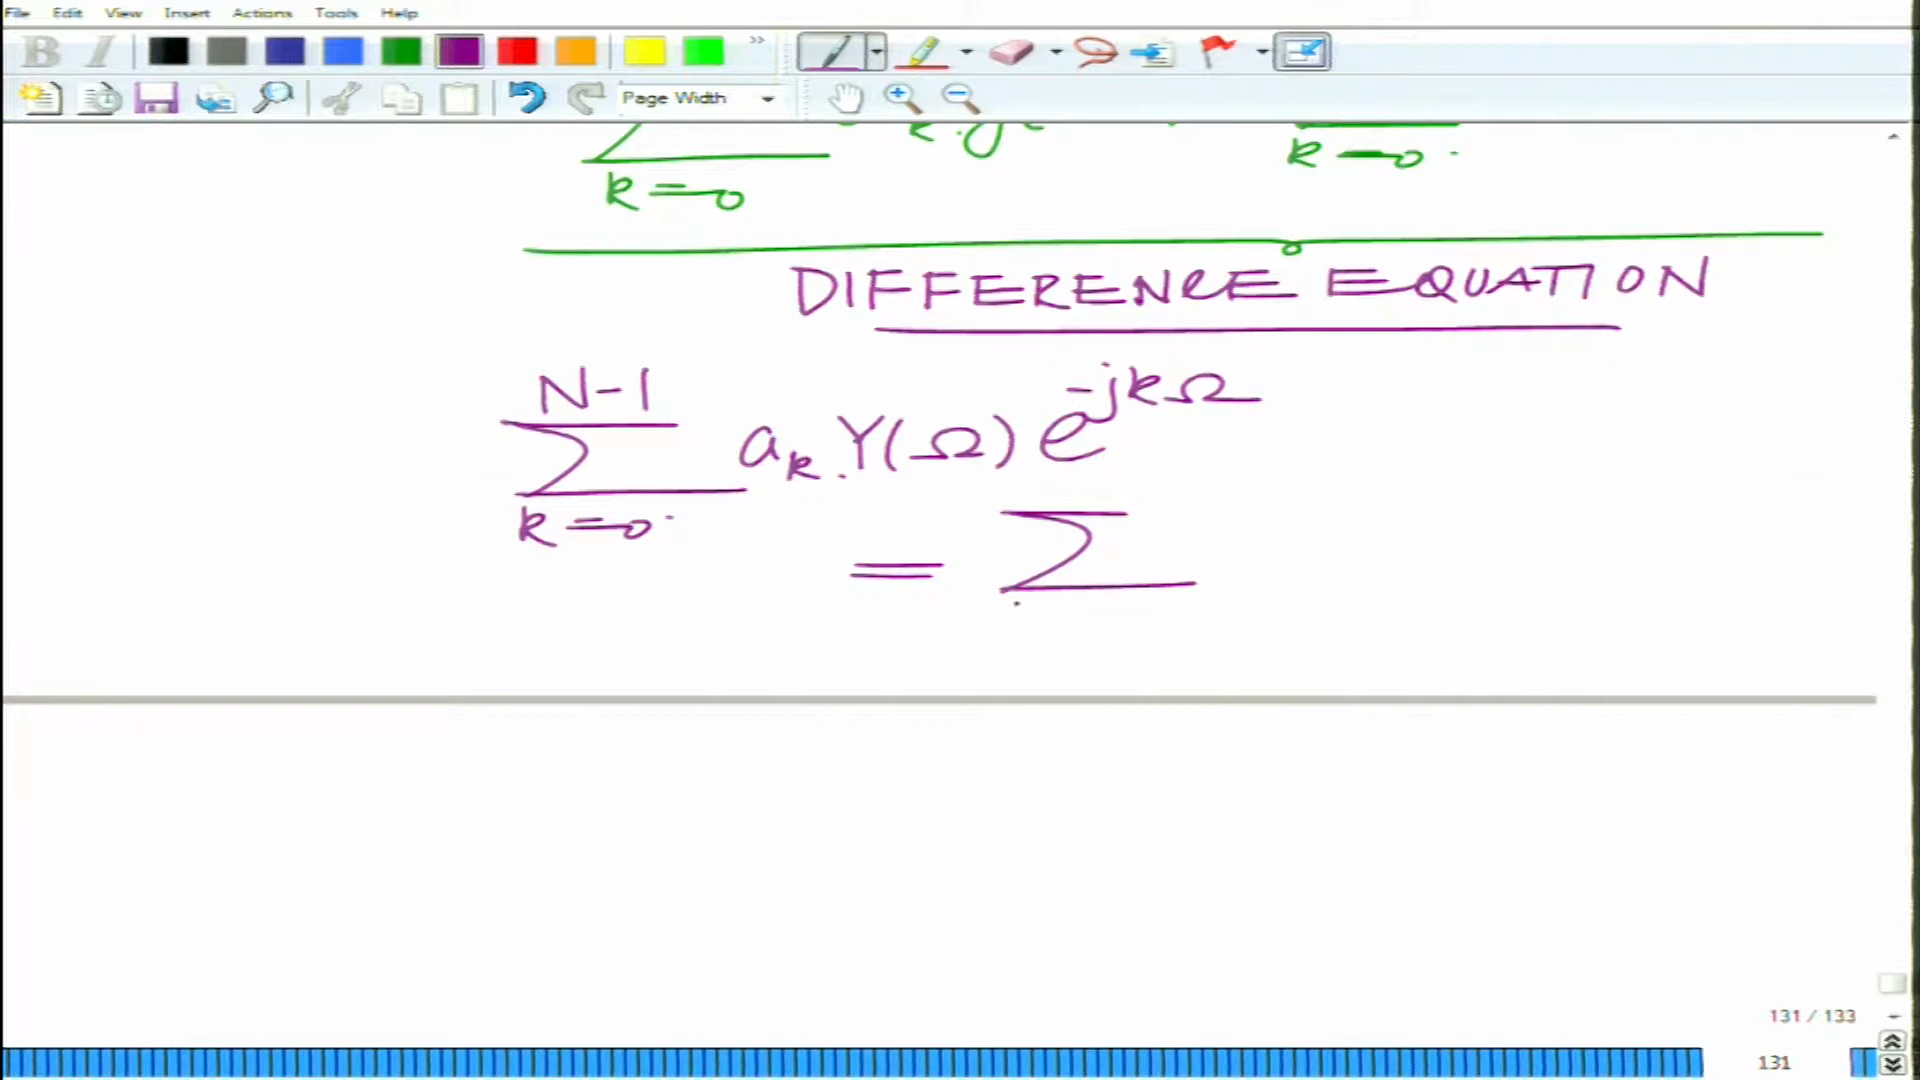 File Edit View Insert Actions Tools Help
B I
Page Width
k=0 k=0
DIFFERENCE EQUATION
N-1
∑ aₖ Y(Ω) e^{-jkΩ}
k=0
= ∑
131 / 133
131